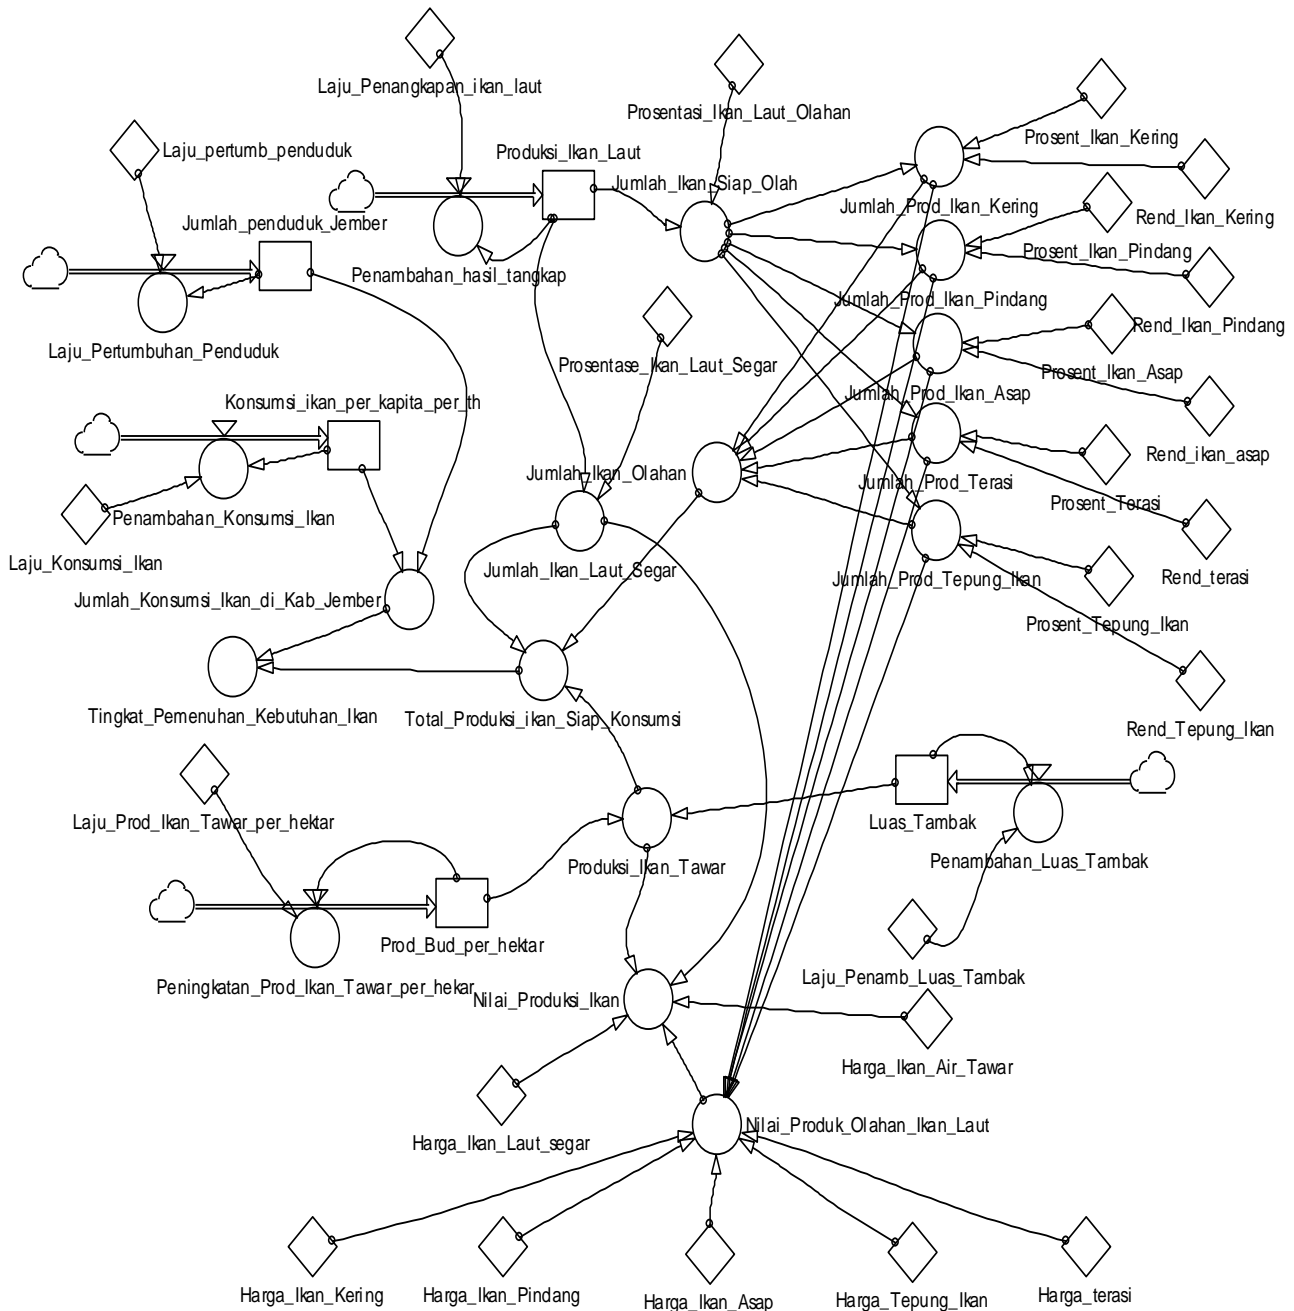 Laju_Penangkapan_ikan_laut
Prosentasi_Ikan_Laut_Olahan
Prosent_Ikan_Kering
Laju_pertumb_penduduk
Produksi_Ikan_Laut
Jumlah_Ikan_Siap_Olah
Jumlah_Prod_Ikan_Kering
Rend_Ikan_Kering
Jumlah_penduduk_Jember
Penambahan_hasil_tangkap
Prosent_Ikan_Pindang
Jumlah_Prod_Ikan_Pindang
Rend_Ikan_Pindang
Laju_Pertumbuhan_Penduduk
Prosentase_Ikan_Laut_Segar
Prosent_Ikan_Asap
Jumlah_Prod_Ikan_Asap
Konsumsi_ikan_per_kapita_per_th
Rend_ikan_asap
Jumlah_Ikan_Olahan
Jumlah_Prod_Terasi
Prosent_Terasi
Penambahan_Konsumsi_Ikan
Laju_Konsumsi_Ikan
Jumlah_Ikan_Laut_Segar
Jumlah_Prod_Tepung_Ikan
Rend_terasi
Jumlah_Konsumsi_Ikan_di_Kab_Jember
Prosent_Tepung_Ikan
Tingkat_Pemenuhan_Kebutuhan_Ikan
Total_Produksi_ikan_Siap_Konsumsi
Rend_Tepung_Ikan
Laju_Prod_Ikan_Tawar_per_hektar
Luas_Tambak
Produksi_Ikan_Tawar
Penambahan_Luas_Tambak
Prod_Bud_per_hektar
Peningkatan_Prod_Ikan_Tawar_per_hekar
Laju_Penamb_Luas_Tambak
Nilai_Produksi_Ikan
Harga_Ikan_Air_Tawar
Harga_Ikan_Laut_segar
Nilai_Produk_Olahan_Ikan_Laut
Harga_Ikan_Kering
Harga_Ikan_Pindang
Harga_Ikan_Asap
Harga_Tepung_Ikan
Harga_terasi